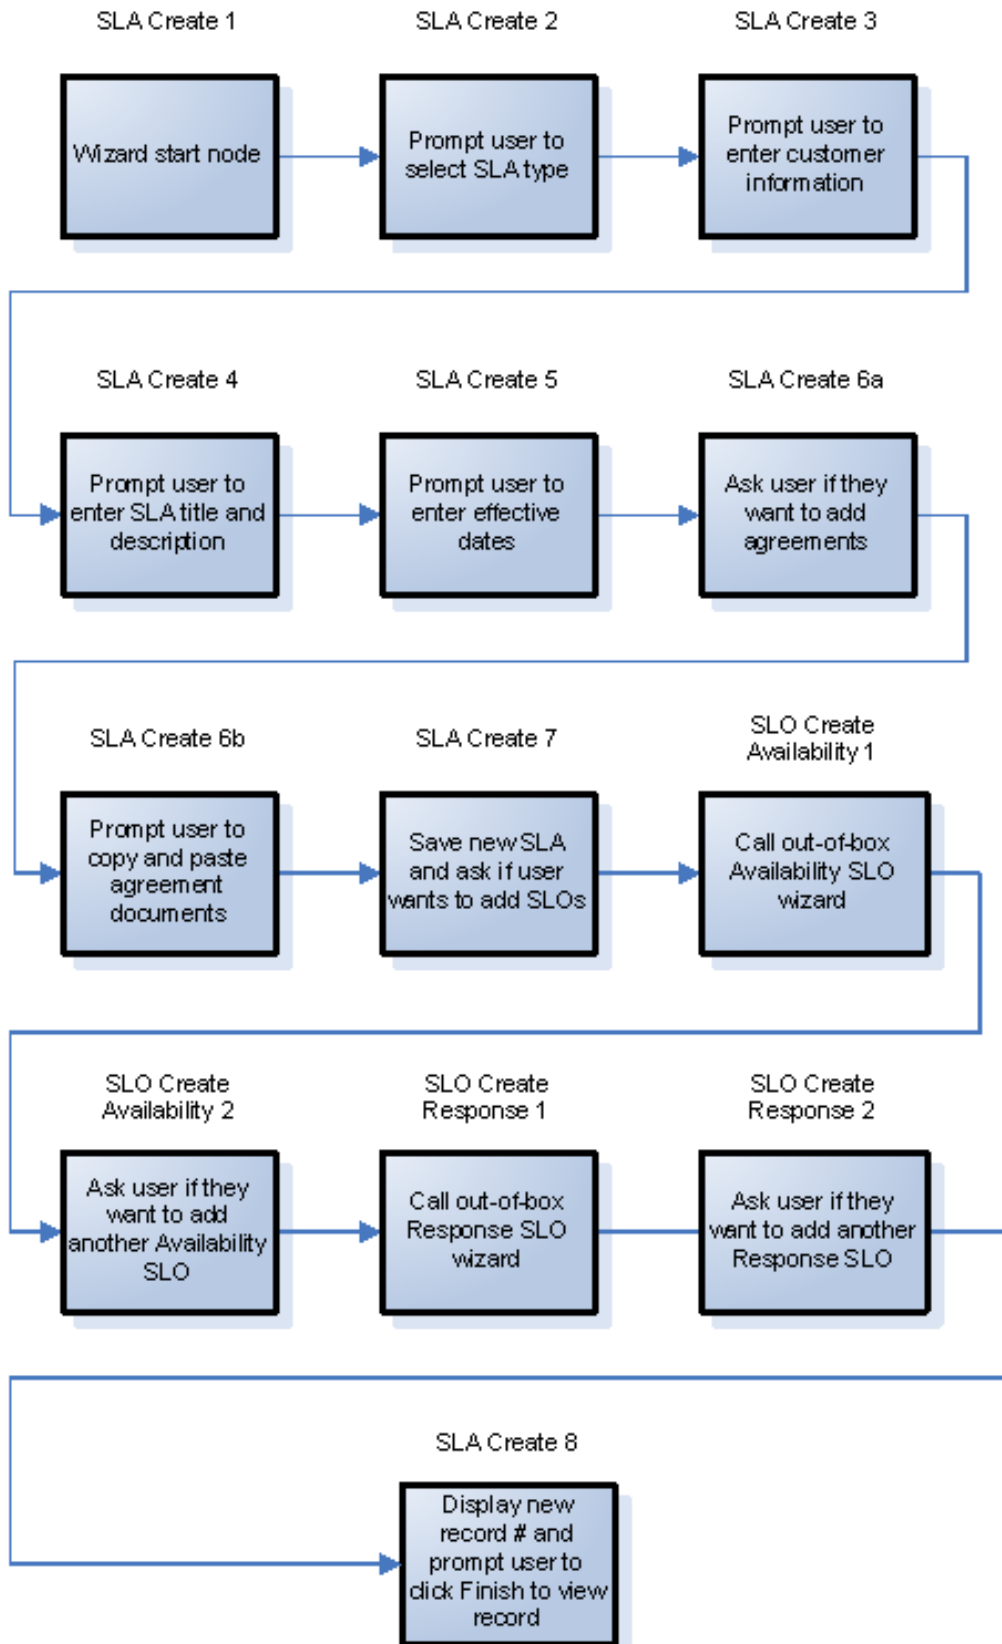 SLA Create 1
SLA Create 2
SLA Create 3
Wizard start node
Prompt user to
select SLA type
Prompt user to
enter customer
information
SLA Create 4
SLA Create 5
SLA Create 6a
Prompt user to
enter SLA title and
description
Prompt user to
enter effective
dates
Ask user if they
want to add
agreements
SLA Create 6b
SLA Create 7
SLO Create
Availability 1
Prompt user to
copy and paste
agreement
documents
Save new SLA
and ask if user
wants to add SLOs
Call out-of-box
Availability SLO
wizard
SLO Create
Availability 2
SLO Create
Response 1
SLO Create
Response 2
Ask user if they
want to add
another Availability
SLO
Call out-of-box
Response SLO
wizard
Ask user if they
want to add another
Response SLO
SLA Create 8
Display new
record # and
prompt user to
click Finish to view
record